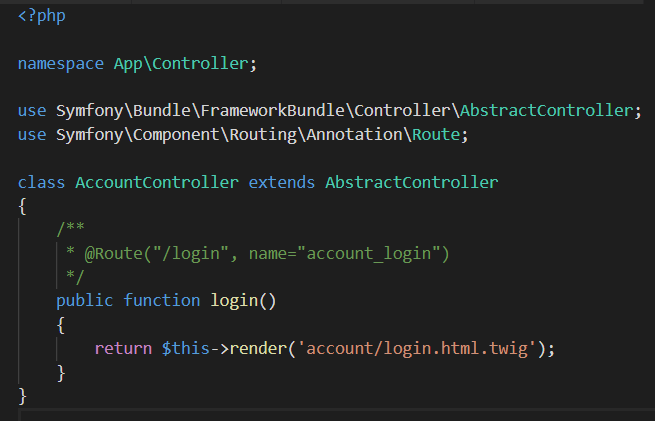 <?php
namespace App\Controller;
use Symfony\Bundle\FrameworkBundle\Controller\AbstractController;
use Symfony\Component\Routing\Annotation\Route;
class AccountController extends AbstractController
{
    /**
     * @Route("/login", name="account_login")
     */
    public function login()
    {
        return $this->render('account/login.html.twig');
    }
}